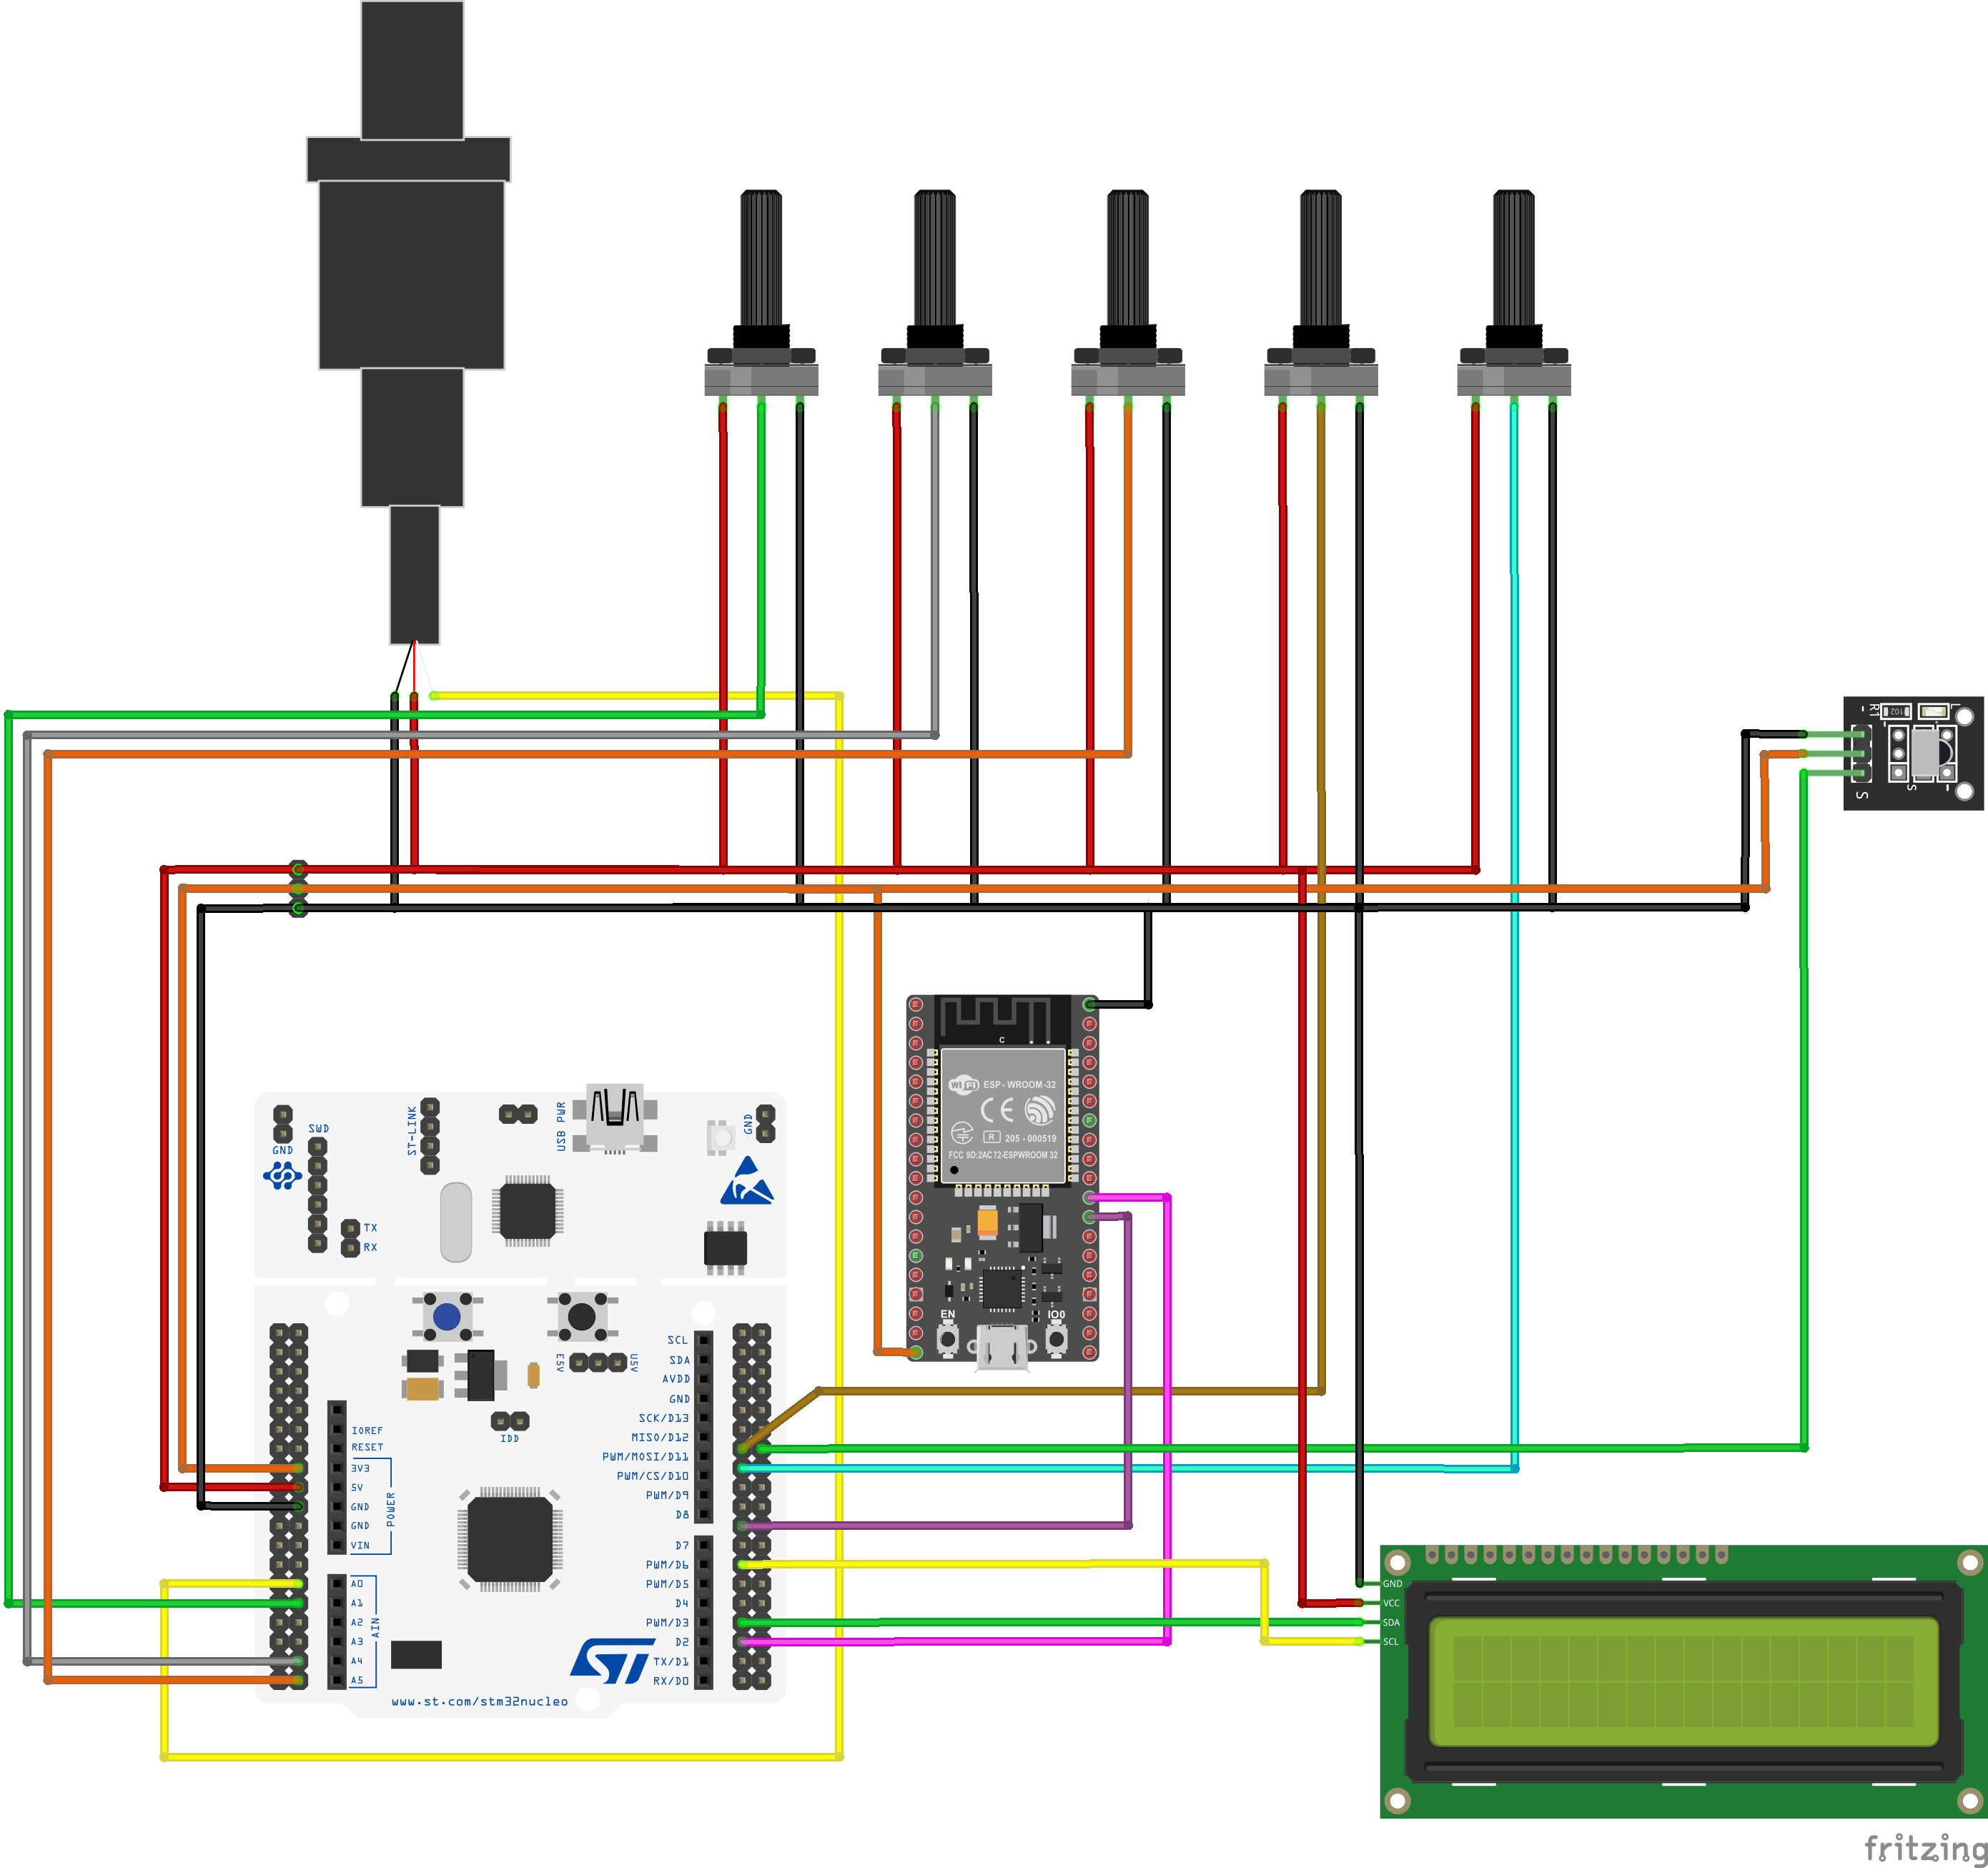 -
R1
102
L
S
S
-
C
WiFi
ESP-WROOM-32
CE
R
205-000519
FCC 9D:2AC72-ESPWROOM 32
EN
IO0
GND
SWD
ST-LINK
USB PWR
GND
TX
RX
E5V
U5V
IDD
IOREF
RESET
3V3
5V
GND
GND
VIN
POWER
A0
A1
A2
A3
A4
A5
AIN
SCL
SDA
AVDD
GND
SCK/D13
MISO/D12
PWM/MOSI/D11
PWM/CS/D10
PWM/D9
D8
D7
PWM/D6
PWM/D5
D4
PWM/D3
D2
TX/D1
RX/D0
ST
www.st.com/stm32nucleo
GND
VCC
SDA
SCL
fritzing